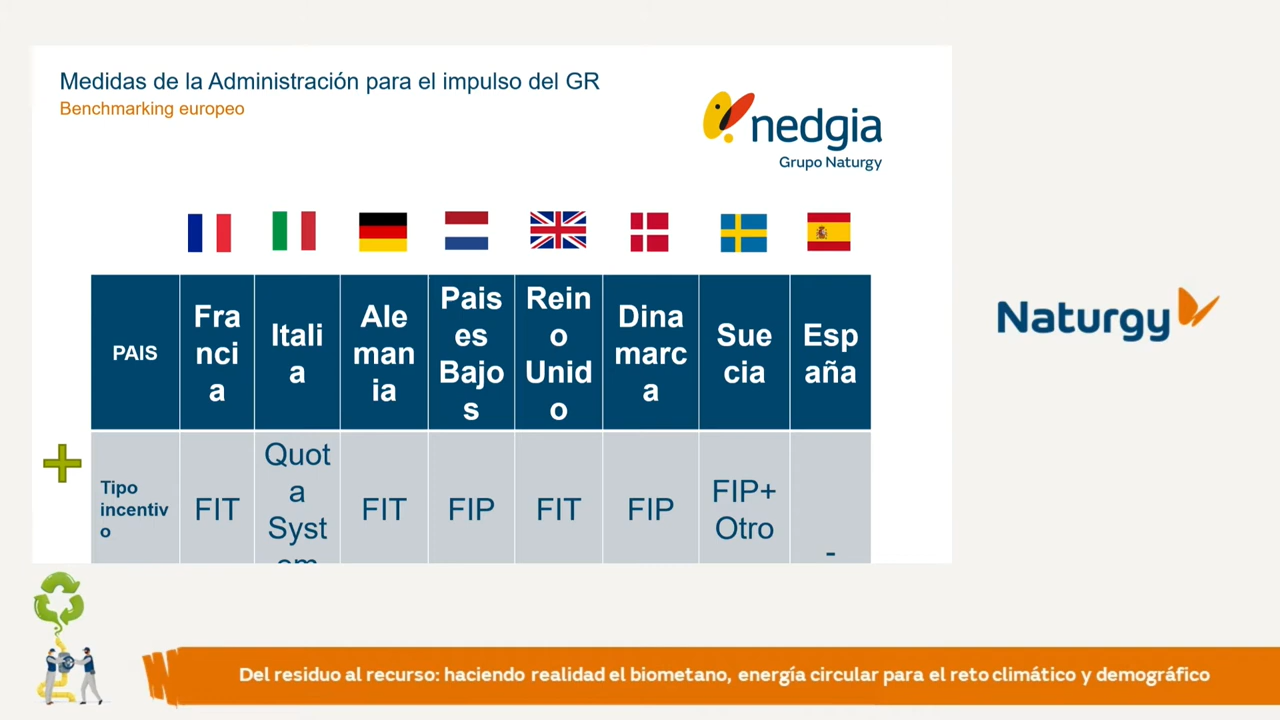 Medidas de la Administración para el impulso del GR
Benchmarking europeo
nedgia
Grupo Naturgy
PAIS
Fra
nci
a
Itali
a
Ale
man
ia
Pais
es
Bajo
s
Rein
o
Unid
o
Dina
marc
a
Sue
cia
Esp
aña
Tipo
incentiv
o
FIT
Quot
a
Syst
em
FIT
FIP
FIT
FIP
FIP+
Otro
-
Naturgy
Del residuo al recurso: haciendo realidad el biometano, energía circular para el reto climático y demográfico